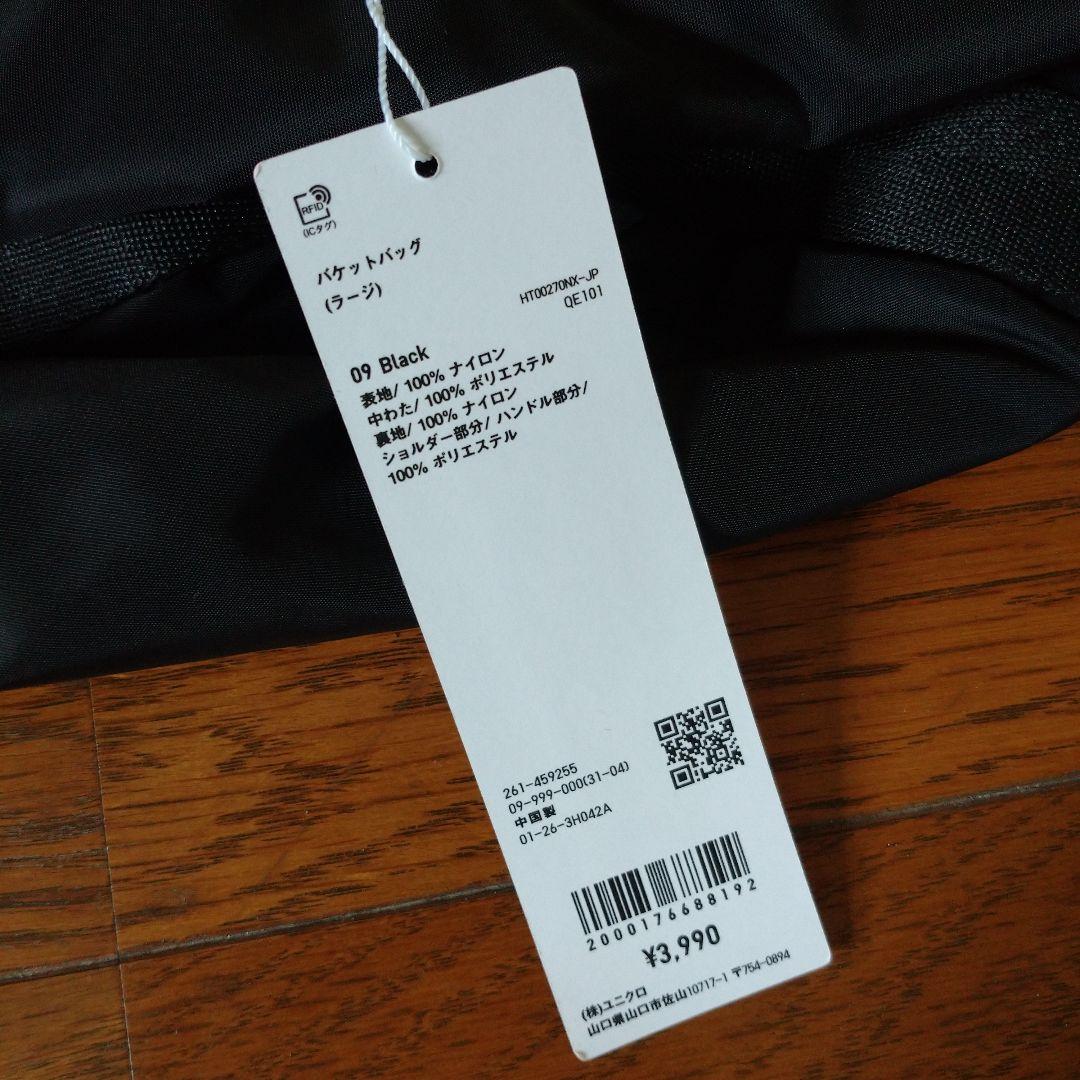 RFID
(ICタグ)
バケットバッグ
(ラージ)
HT00270NX-JP
QE101
09 Black
表地/ 100% ナイロン
中わた/ 100% ポリエステル
裏地/ 100% ナイロン
ショルダー部分/ ハンドル部分/
100% ポリエステル
261-459255
09-999-000(31-04)
中国製
01-26-3H042A
2000176688192
¥3,990
(株)ユニクロ
山口県山口市佐山10717-1 〒754-0894